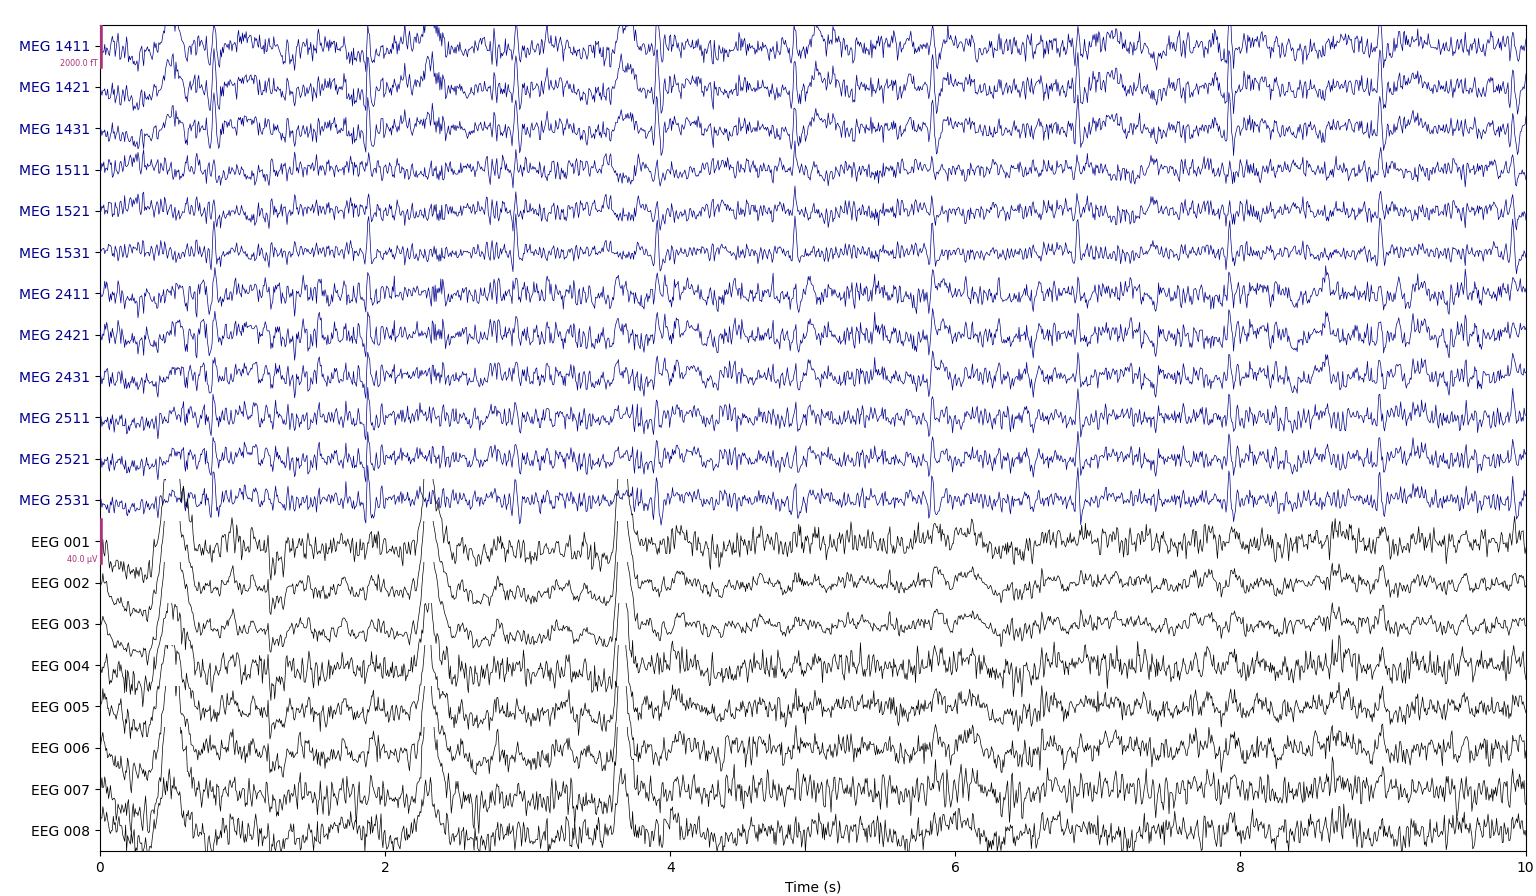 MEG 1411
2000.0 fT
MEG 1421
MEG 1431
MEG 1511
MEG 1521
MEG 1531
MEG 2411
MEG 2421
MEG 2431
MEG 2511
MEG 2521
MEG 2531
EEG 001
40.0 µV
EEG 002
EEG 003
EEG 004
EEG 005
EEG 006
EEG 007
EEG 008
0 2 4 6 8 10
Time (s)